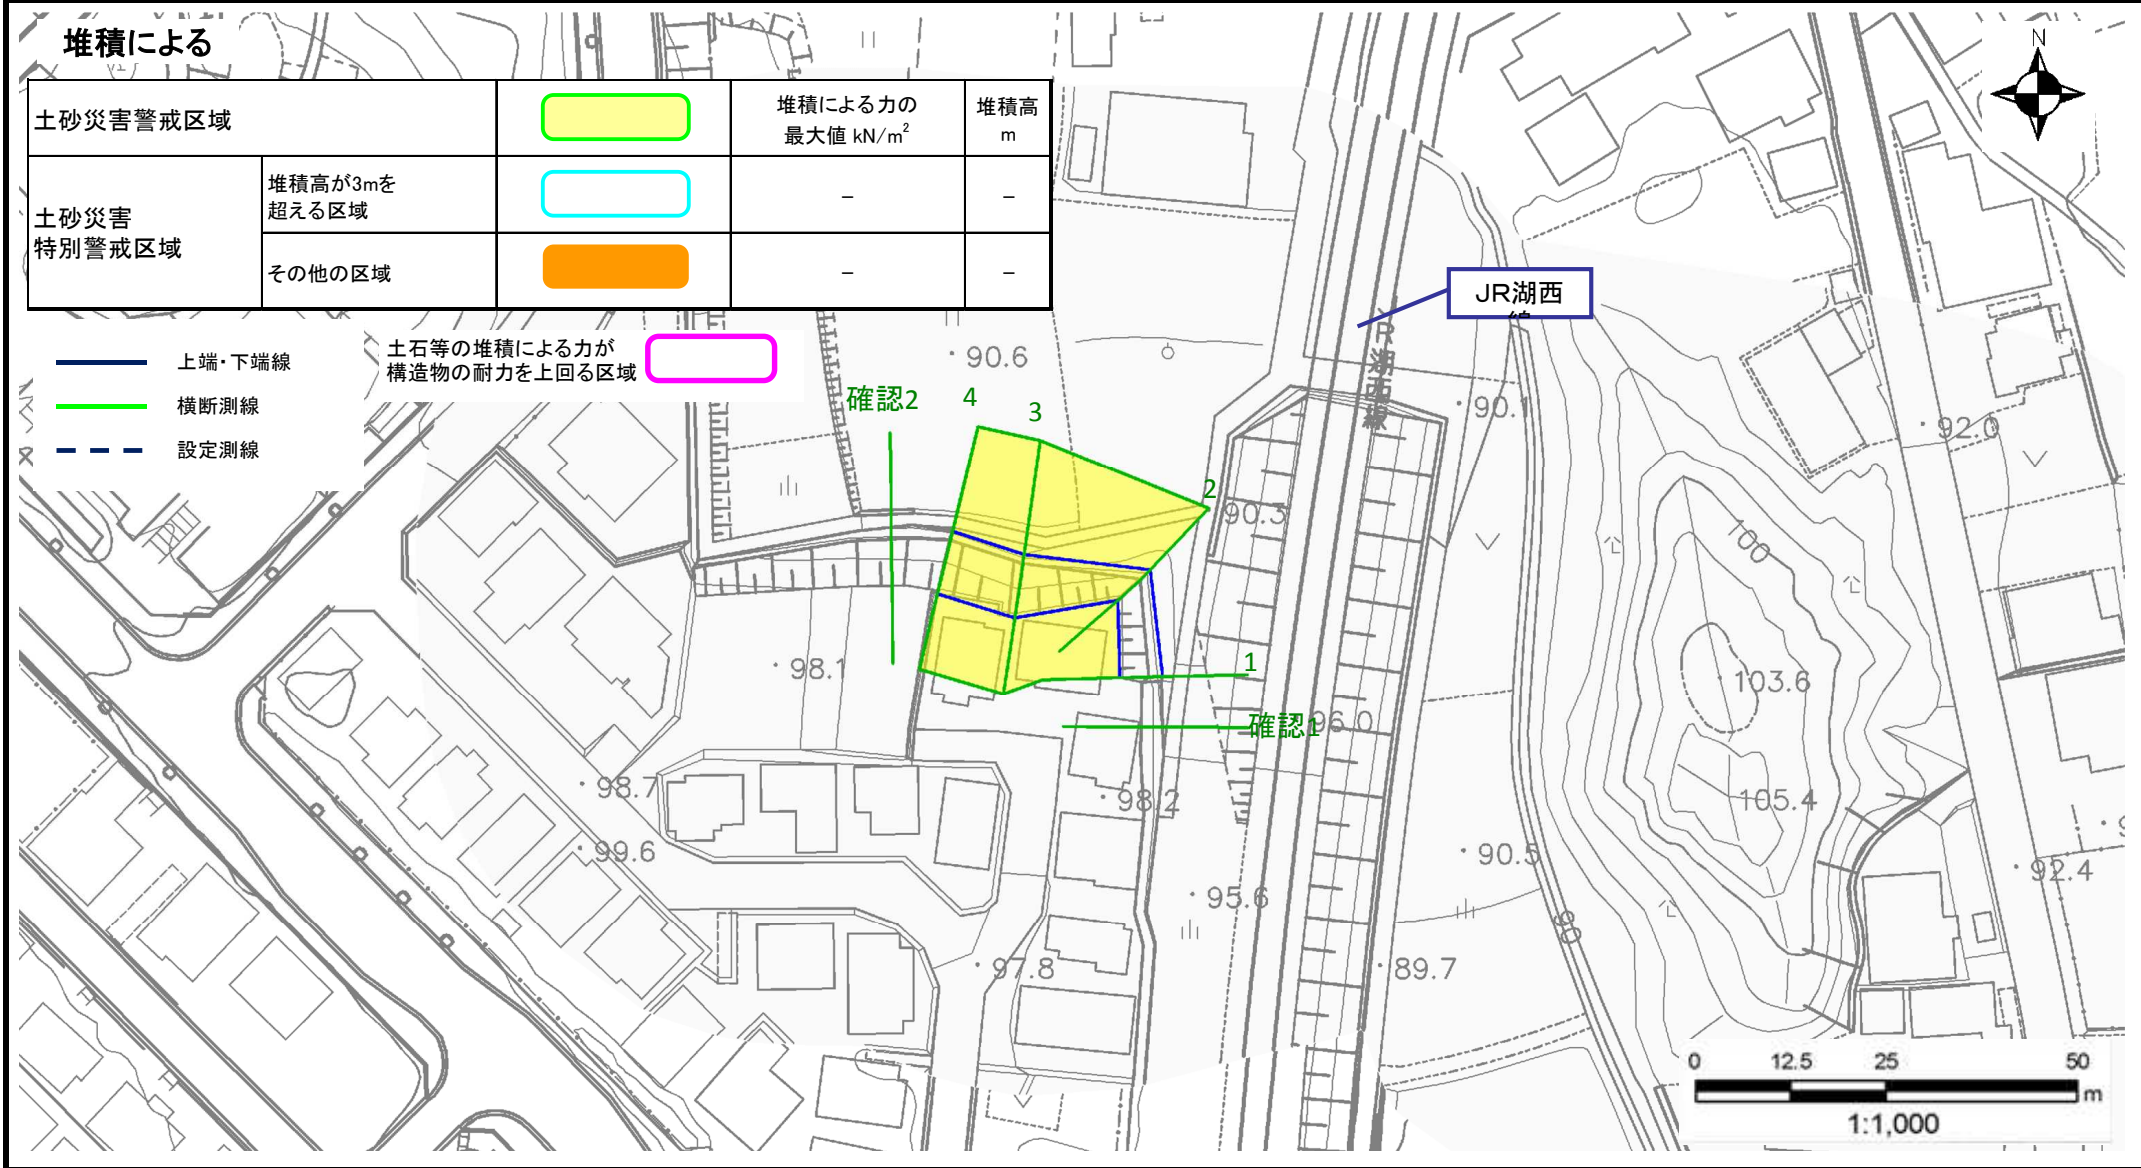 堆積による
土砂災害警戒区域
堆積による力の
最大値 kN/m²
堆積高
m
土砂災害
特別警戒区域
堆積高が3mを
超える区域
－
－
その他の区域
－
－
上端・下端線
横断測線
設定測線
土石等の堆積による力が
構造物の耐力を上回る区域
N
JR湖西
JR湖西線
90.6
確認2
4
3
2
90.3
90.1
92.0
100
1
98.1
確認1
96.0
103.6
105.4
98.7
98.2
99.6
90.5
92.4
95.6
90
97.8
89.7
0
12.5
25
50
m
1:1,000